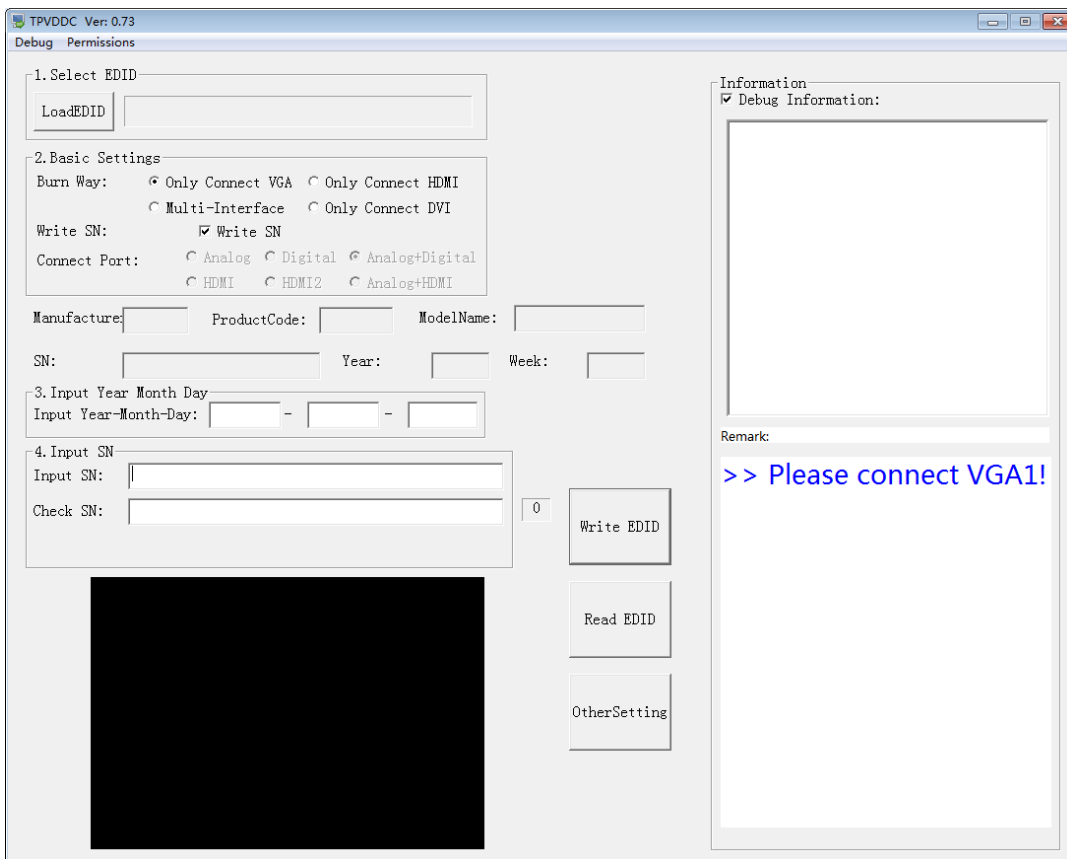 TPVDDC Ver: 0.73
Debug Permissions
1.Select EDID
LoadEDID
2.Basic Settings
Burn Way: Only Connect VGA Only Connect HDMI
Multi-Interface Only Connect DVI
Write SN: Write SN
Connect Port: Analog Digital Analog+Digital
HDMI HDMI2 Analog+HDMI
Manufacture: ProductCode: ModelName:
SN: Year: Week:
3.Input Year Month Day
Input Year-Month-Day: - -
4.Input SN
Input SN:
Check SN: 0
Write EDID
Read EDID
OtherSetting
Information
Debug Information:
Remark:
>> Please connect VGA1!